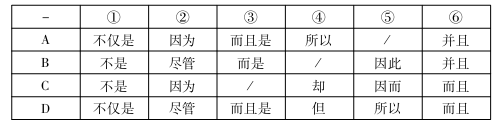 – ① ② ③ ④ ⑤ ⑥
A 不仅是 因为 而且是 所以 / 并且
B 不是 尽管 而是 / 因此 并且
C 不是 因为 / 却 因而 而且
D 不仅是 尽管 而且是 但 所以 而且